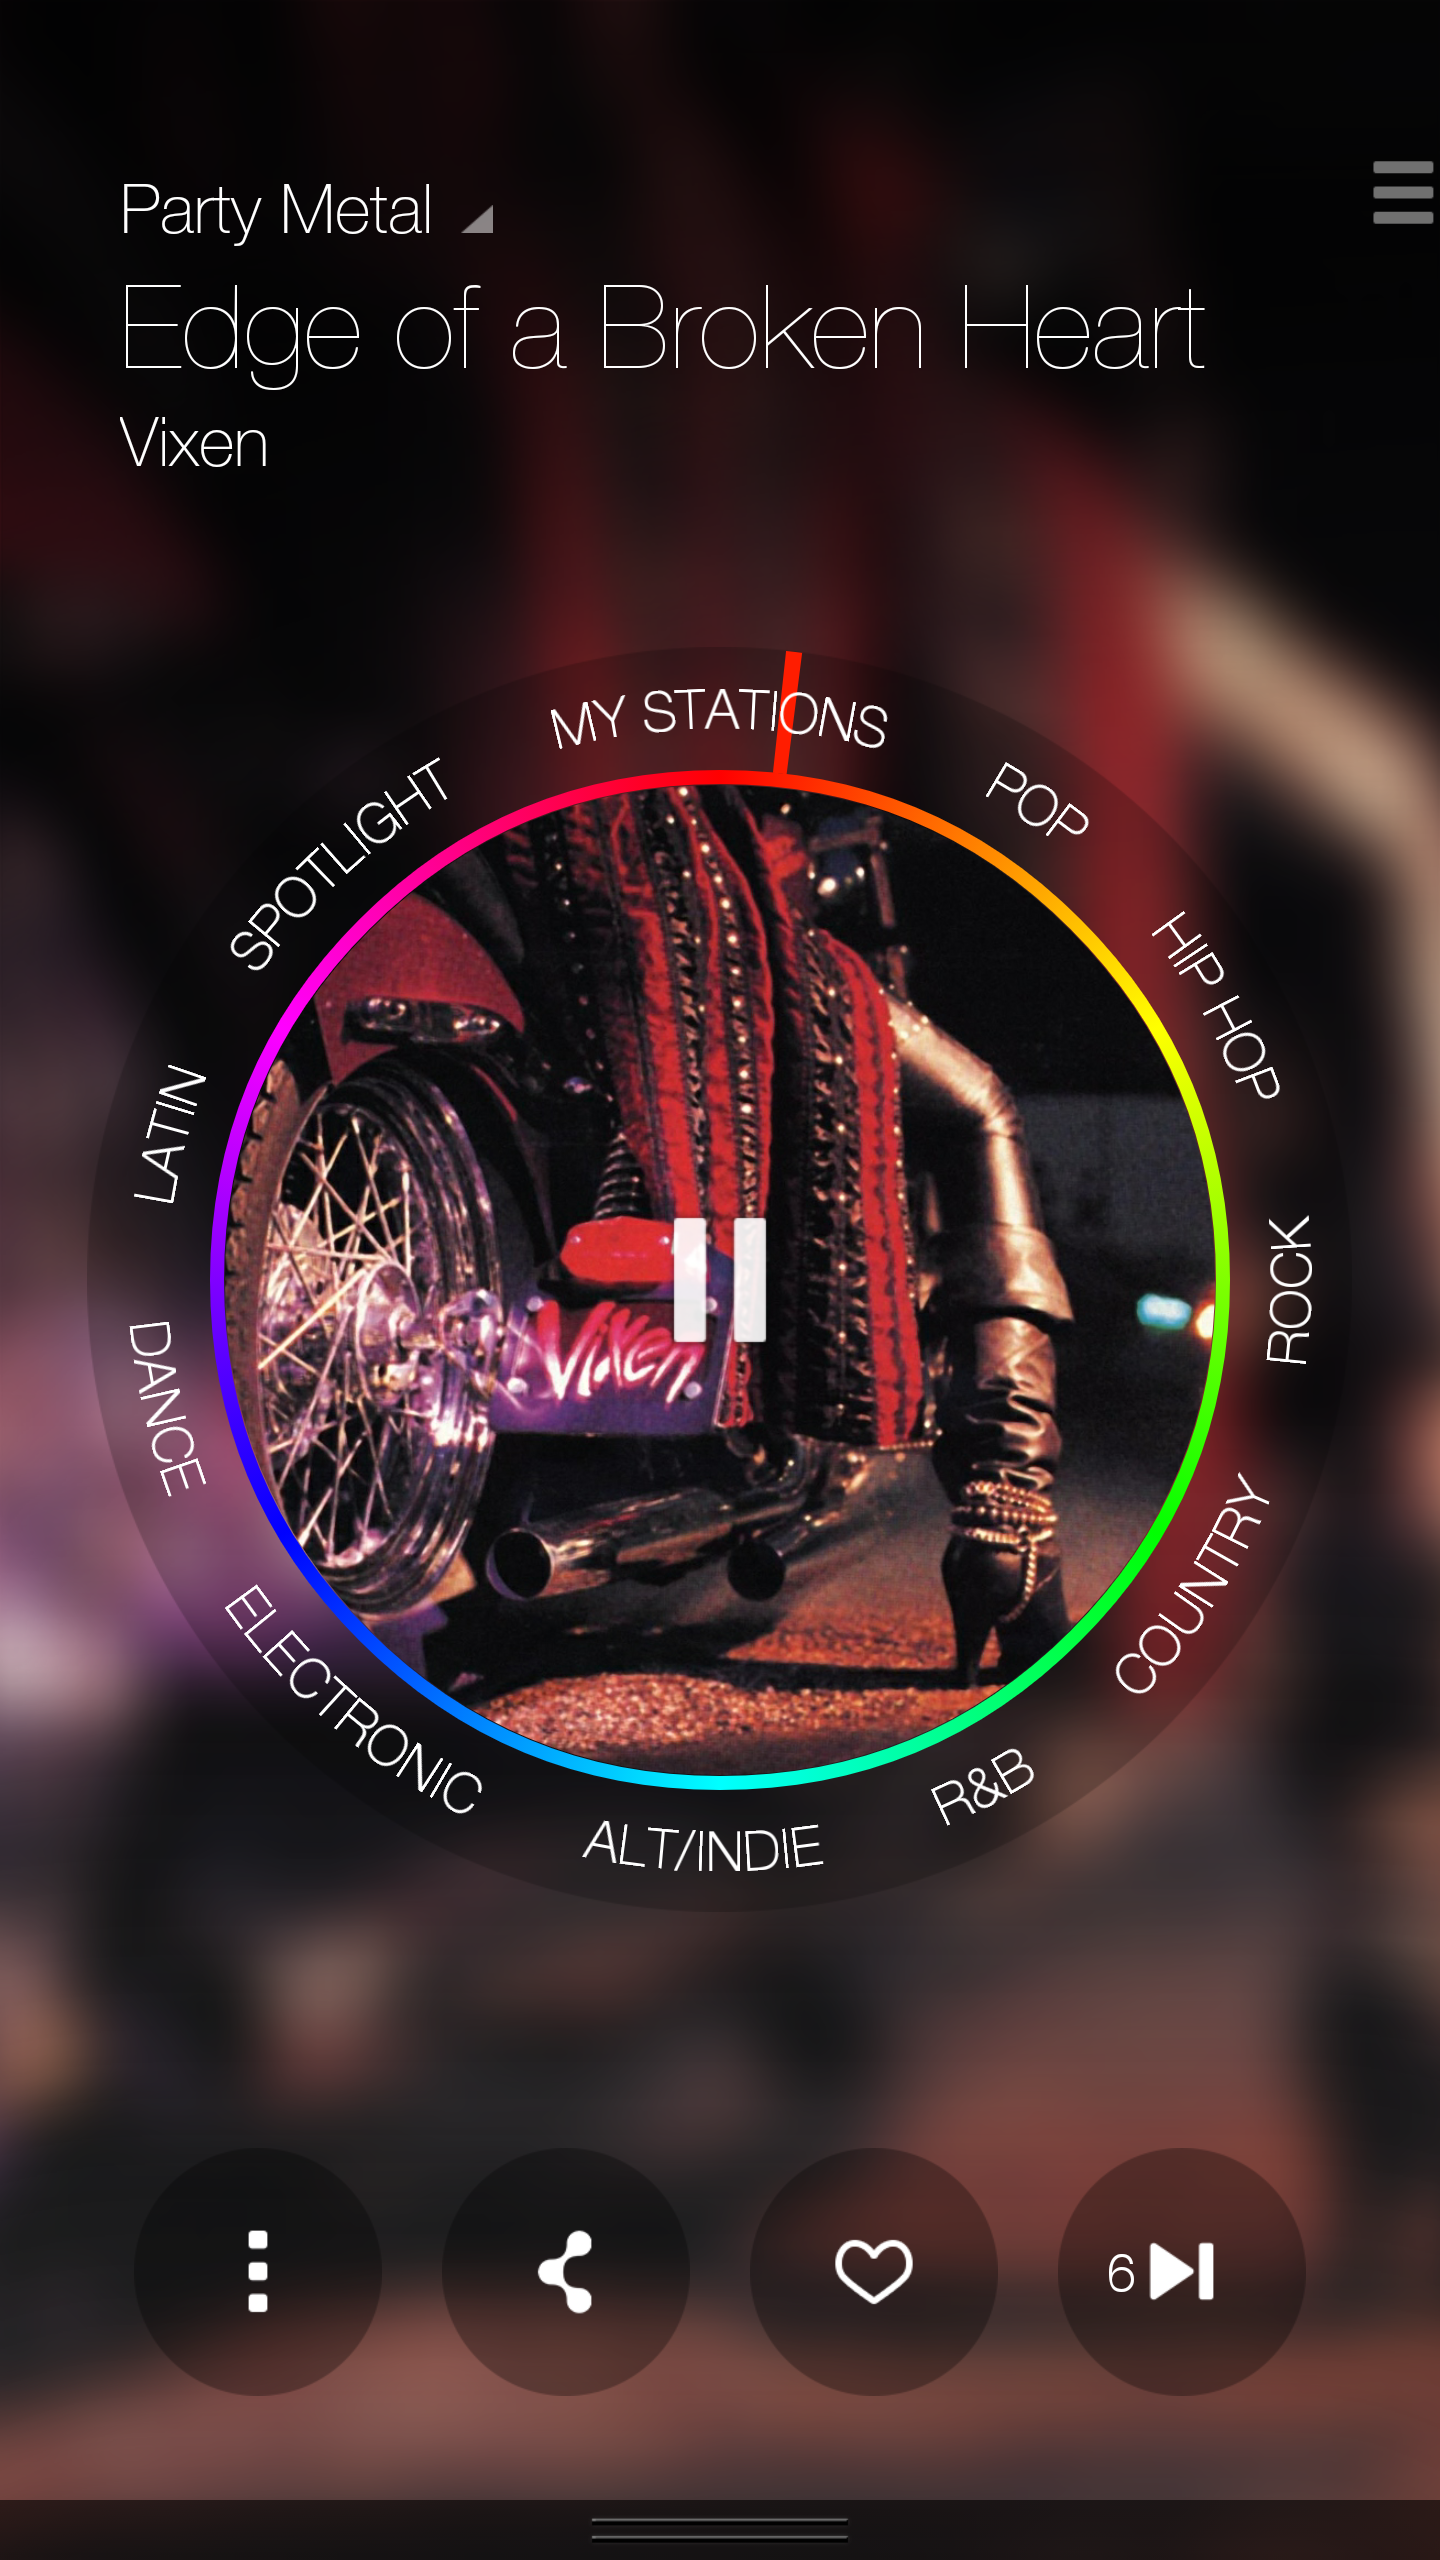 Party Metal
Edge of a Broken Heart
Vixen
MY STATIONS
POP
HIP HOP
ROCK
COUNTRY
R&B
ALT/INDIE
ELECTRONIC
DANCE
LATIN
SPOTLIGHT
Vixen
6